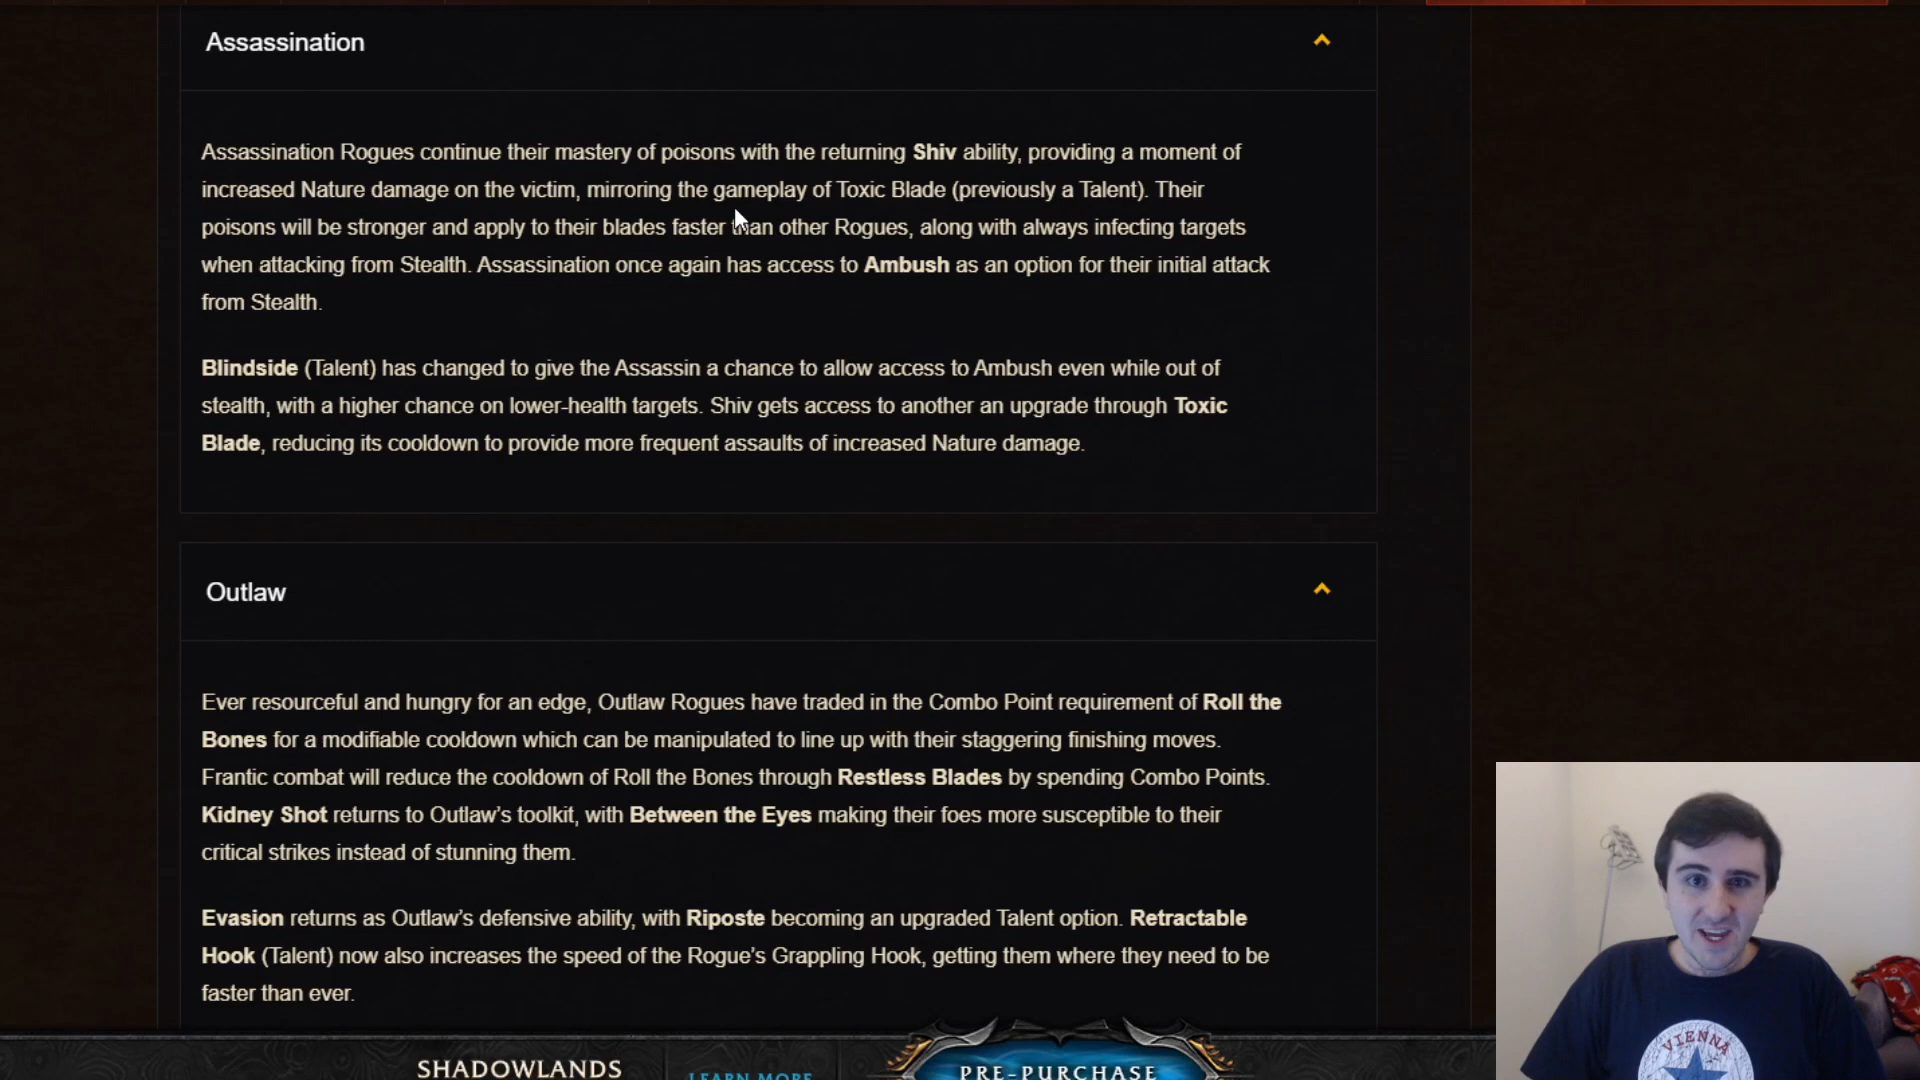 Assassination
Assassination Rogues continue their mastery of poisons with the returning Shiv ability, providing a moment of
increased Nature damage on the victim, mirroring the gameplay of Toxic Blade (previously a Talent). Their
poisons will be stronger and apply to their blades faster than other Rogues, along with always infecting targets
when attacking from Stealth. Assassination once again has access to Ambush as an option for their initial attack
from Stealth.
Blindside (Talent) has changed to give the Assassin a chance to allow access to Ambush even while out of
stealth, with a higher chance on lower-health targets. Shiv gets access to another an upgrade through Toxic
Blade, reducing its cooldown to provide more frequent assaults of increased Nature damage.
Outlaw
Ever resourceful and hungry for an edge, Outlaw Rogues have traded in the Combo Point requirement of Roll the
Bones for a modifiable cooldown which can be manipulated to line up with their staggering finishing moves.
Frantic combat will reduce the cooldown of Roll the Bones through Restless Blades by spending Combo Points.
Kidney Shot returns to Outlaw's toolkit, with Between the Eyes making their foes more susceptible to their
critical strikes instead of stunning them.
Evasion returns as Outlaw's defensive ability, with Riposte becoming an upgraded Talent option. Retractable
Hook (Talent) now also increases the speed of the Rogue's Grappling Hook, getting them where they need to be
faster than ever.
SHADOWLANDS
LEARN MORE
PRE-PURCHASE
VIENNA